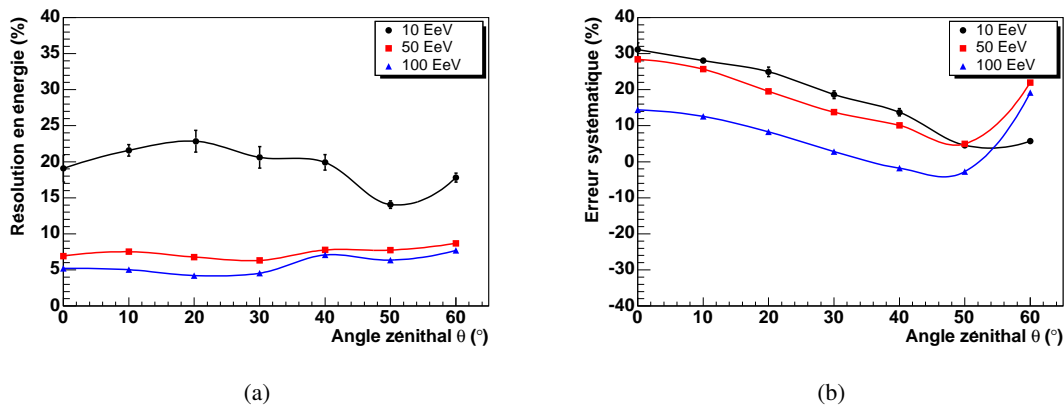 Résolution en énergie (%)
40
35
30
25
20
15
10
5
0
0 10 20 30 40 50 60
Angle zénithal θ (°)
10 EeV
50 EeV
100 EeV
(a)
Erreur systématique (%)
40
30
20
10
0
-10
-20
-30
-40
0 10 20 30 40 50 60
Angle zénithal θ (°)
10 EeV
50 EeV
100 EeV
(b)